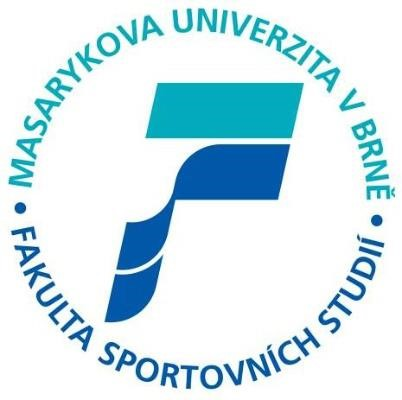 MASARYKOVA UNIVERZITA V BRNĚ
• FAKULTA SPORTOVNÍCH STUDIÍ •